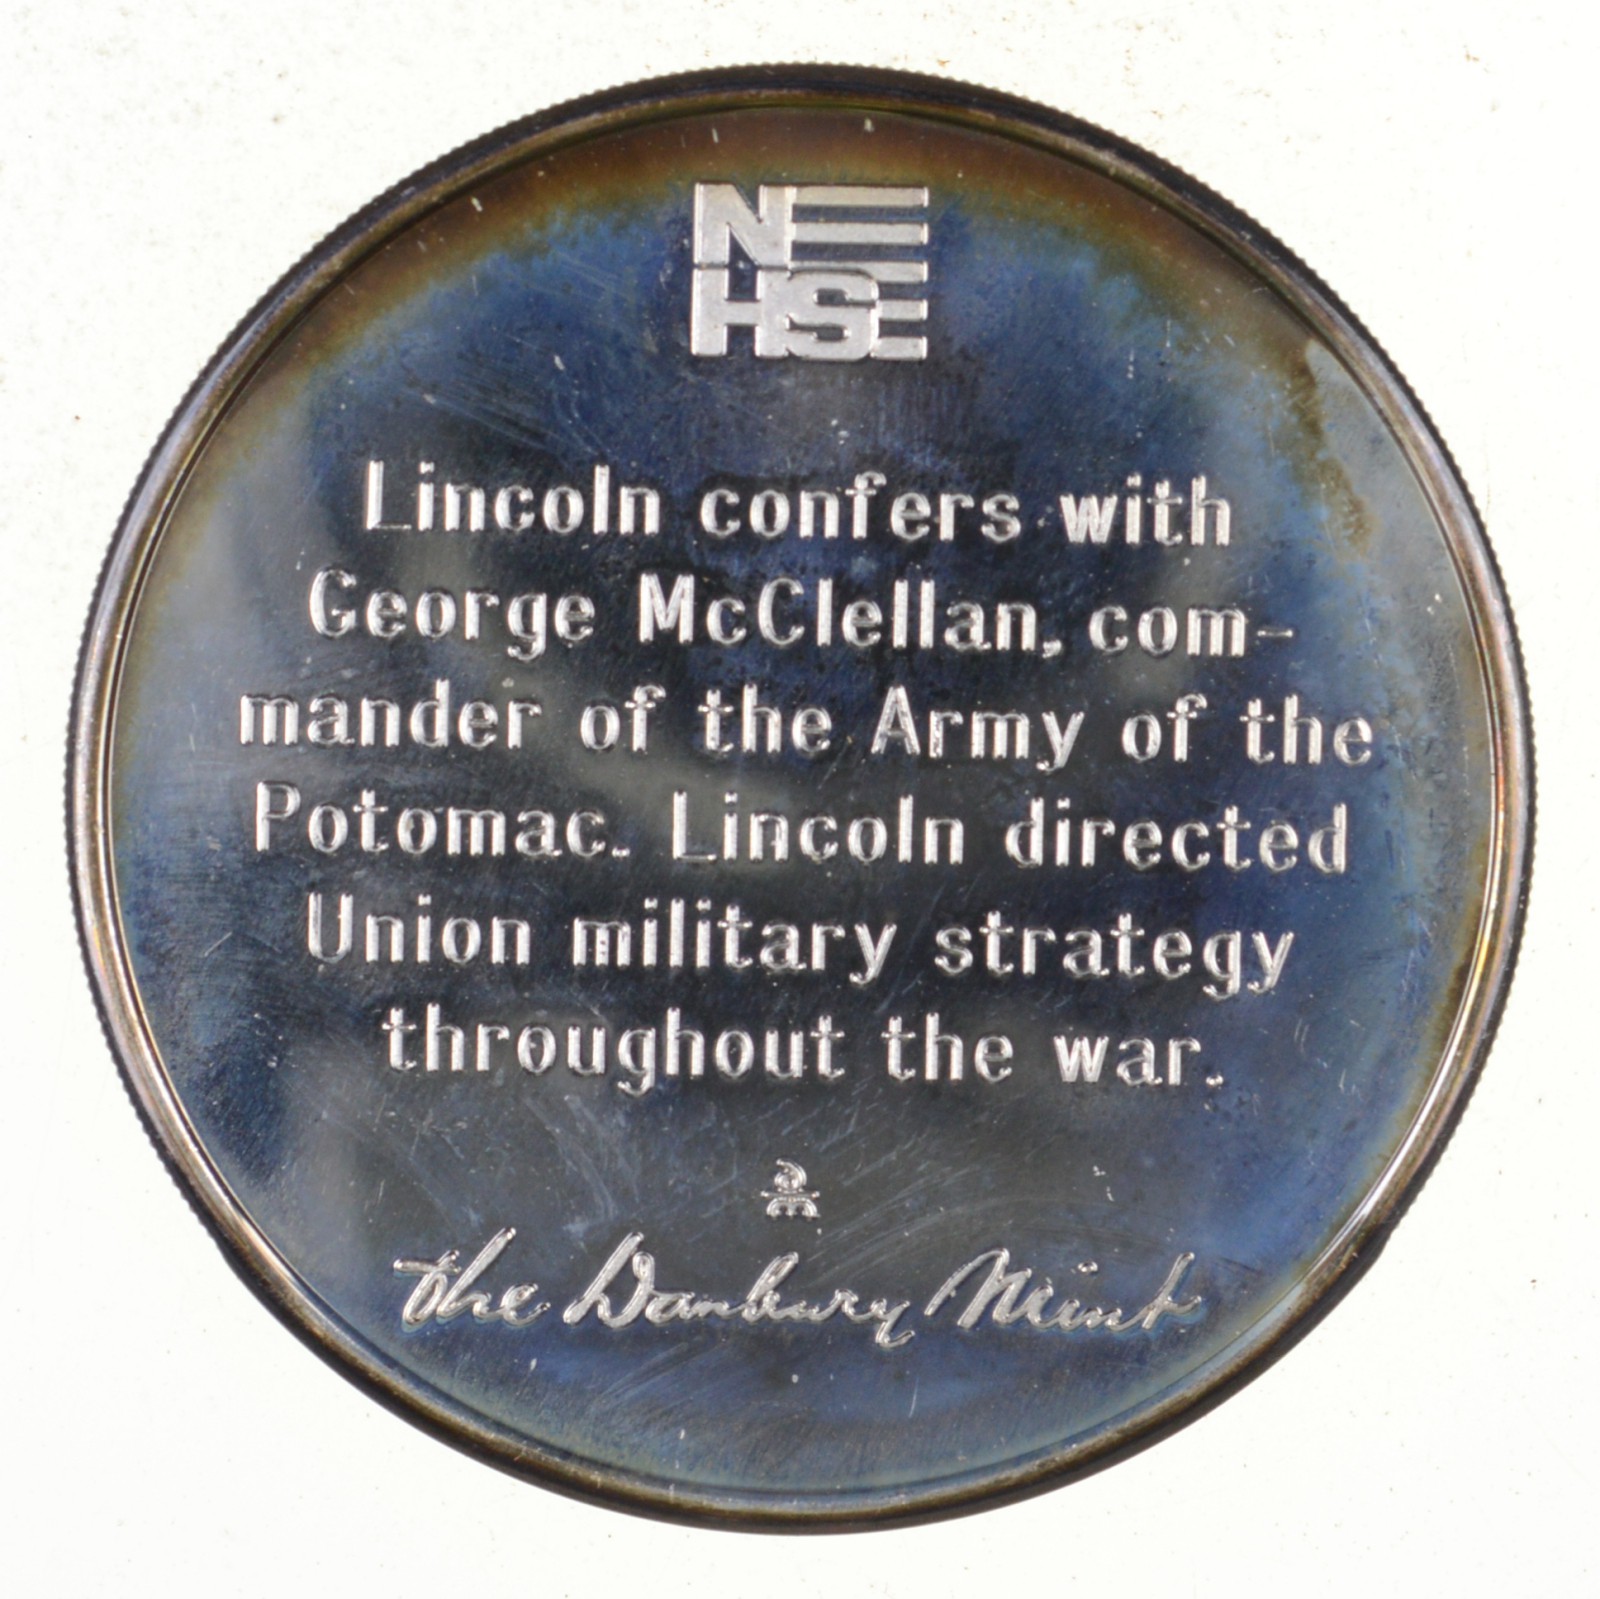 NE
HSE
Lincoln confers with
George McClellan, com-
mander of the Army of the
Potomac. Lincoln directed
Union military strategy
throughout the war.
the Danbury Mint